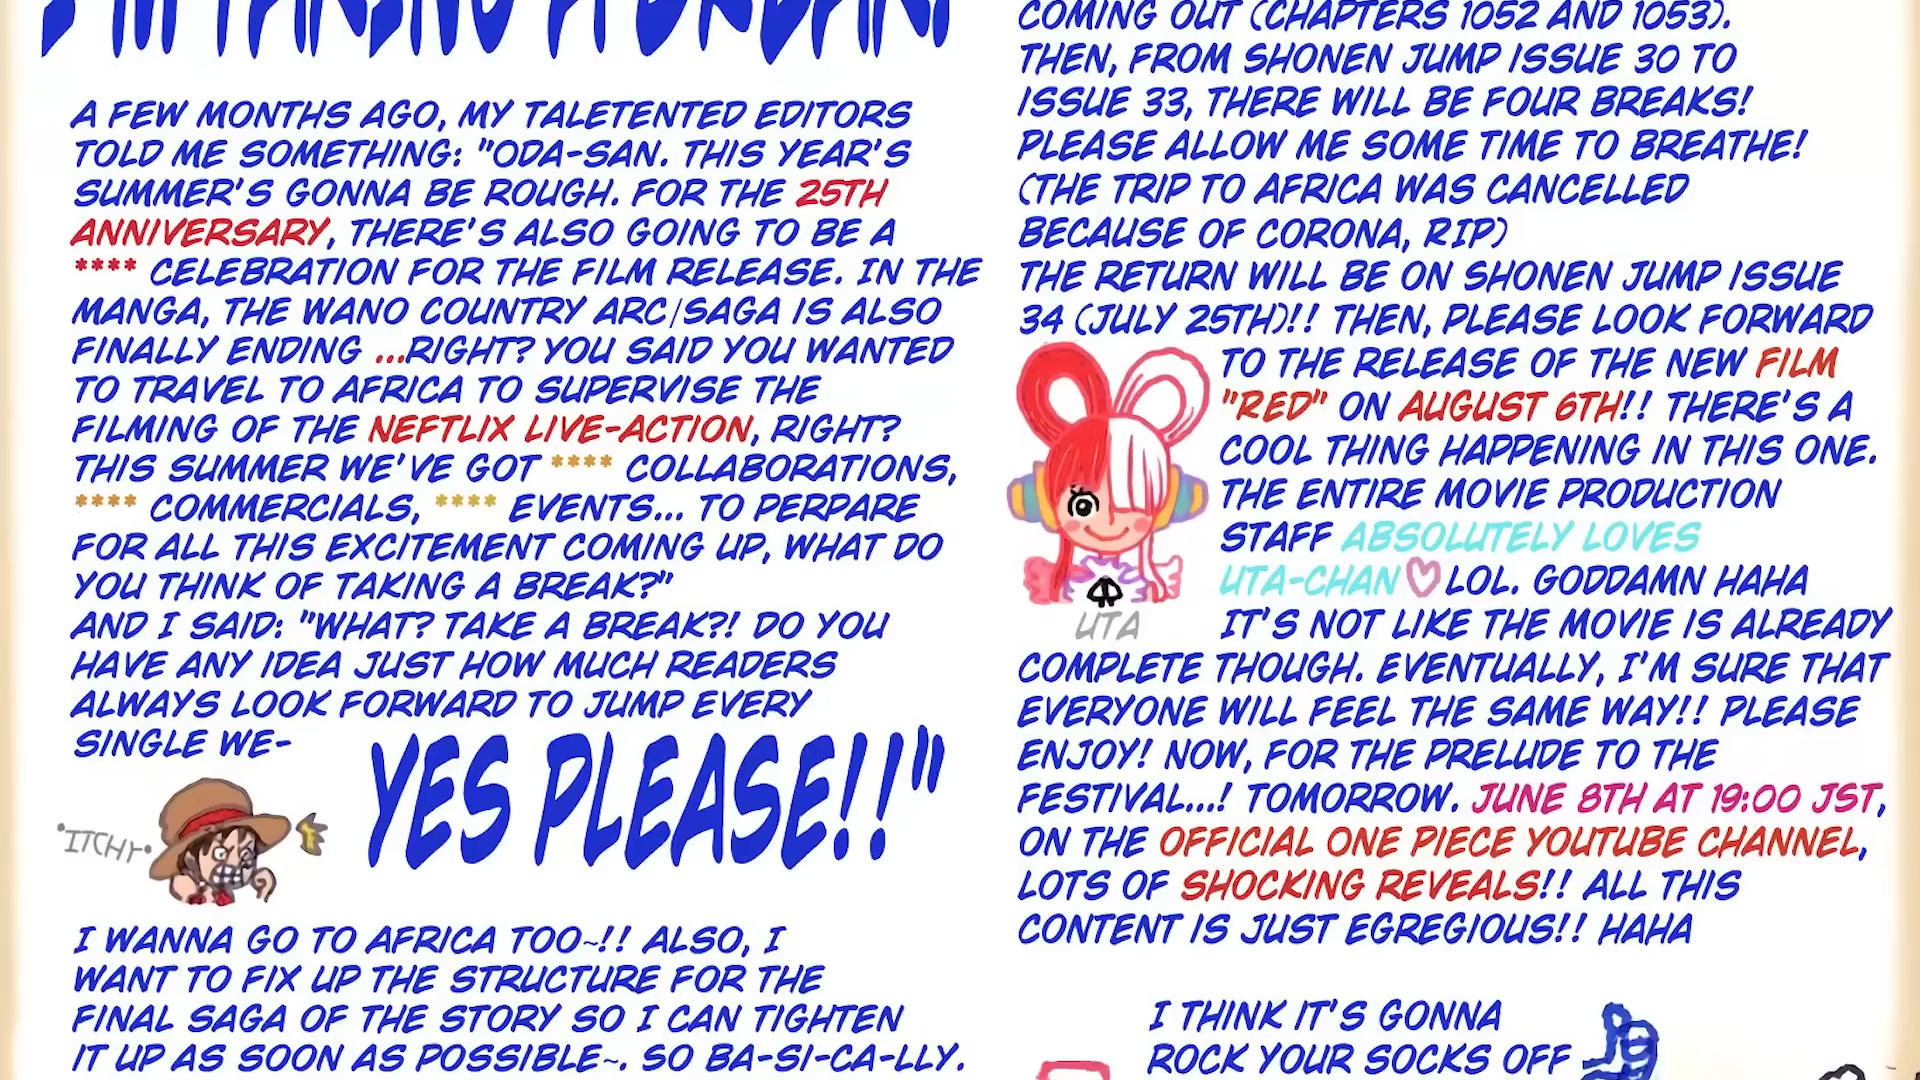 I'M TAKING A BREAK!
A FEW MONTHS AGO, MY TALETENTED EDITORS
TOLD ME SOMETHING: "ODA-SAN. THIS YEAR'S
SUMMER'S GONNA BE ROUGH. FOR THE 25TH
ANNIVERSARY, THERE'S ALSO GOING TO BE A
**** CELEBRATION FOR THE FILM RELEASE. IN THE
MANGA, THE WANO COUNTRY ARC/SAGA IS ALSO
FINALLY ENDING ...RIGHT? YOU SAID YOU WANTED
TO TRAVEL TO AFRICA TO SUPERVISE THE
FILMING OF THE NEFTLIX LIVE-ACTION, RIGHT?
THIS SUMMER WE'VE GOT **** COLLABORATIONS,
**** COMMERCIALS, **** EVENTS... TO PERPARE
FOR ALL THIS EXCITEMENT COMING UP, WHAT DO
YOU THINK OF TAKING A BREAK?"
AND I SAID: "WHAT? TAKE A BREAK?! DO YOU
HAVE ANY IDEA JUST HOW MUCH READERS
ALWAYS LOOK FORWARD TO JUMP EVERY
SINGLE WE-
YES PLEASE!!"
•ITCHY•
I WANNA GO TO AFRICA TOO~!! ALSO, I
WANT TO FIX UP THE STRUCTURE FOR THE
FINAL SAGA OF THE STORY SO I CAN TIGHTEN
IT UP AS SOON AS POSSIBLE~. SO BA-SI-CA-LLY.
COMING OUT (CHAPTERS 1052 AND 1053).
THEN, FROM SHONEN JUMP ISSUE 30 TO
ISSUE 33, THERE WILL BE FOUR BREAKS!
PLEASE ALLOW ME SOME TIME TO BREATHE!
(THE TRIP TO AFRICA WAS CANCELLED
BECAUSE OF CORONA, RIP)
THE RETURN WILL BE ON SHONEN JUMP ISSUE
34 (JULY 25TH)!! THEN, PLEASE LOOK FORWARD
TO THE RELEASE OF THE NEW FILM
"RED" ON AUGUST 6TH!! THERE'S A
COOL THING HAPPENING IN THIS ONE.
THE ENTIRE MOVIE PRODUCTION
STAFF ABSOLUTELY LOVES
UTA-CHAN♡LOL. GODDAMN HAHA
UTA
IT'S NOT LIKE THE MOVIE IS ALREADY
COMPLETE THOUGH. EVENTUALLY, I'M SURE THAT
EVERYONE WILL FEEL THE SAME WAY!! PLEASE
ENJOY! NOW, FOR THE PRELUDE TO THE
FESTIVAL...! TOMORROW. JUNE 8TH AT 19:00 JST,
ON THE OFFICIAL ONE PIECE YOUTUBE CHANNEL,
LOTS OF SHOCKING REVEALS!! ALL THIS
CONTENT IS JUST EGREGIOUS!! HAHA
I THINK IT'S GONNA
ROCK YOUR SOCKS OFF